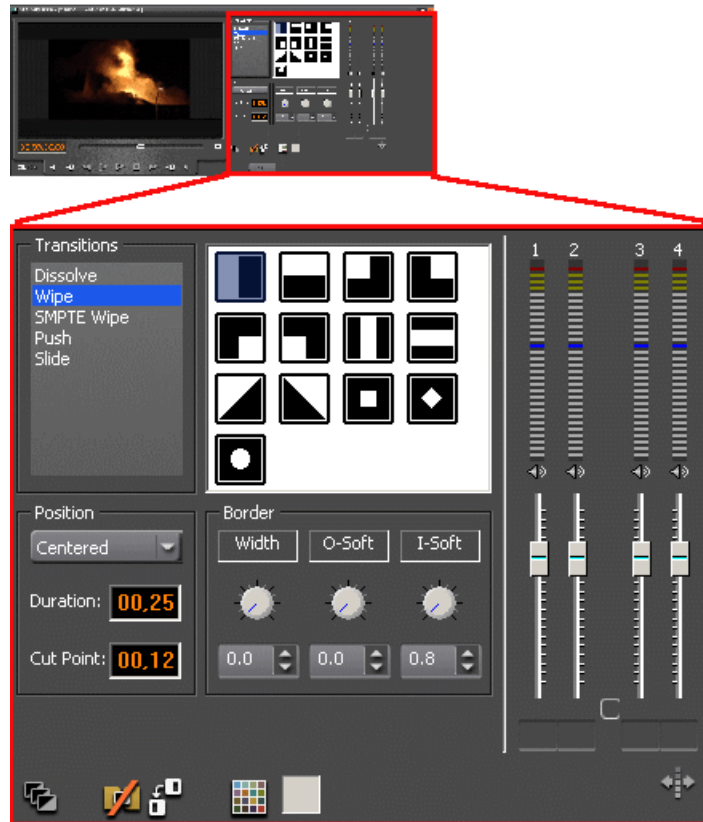 Transitions
Dissolve
Wipe
SMPTE Wipe
Push
Slide
1 2 3 4
Position
Centered
Duration: 00,25
Cut Point: 00,12
Border
Width O-Soft I-Soft
0.0 0.0 0.8